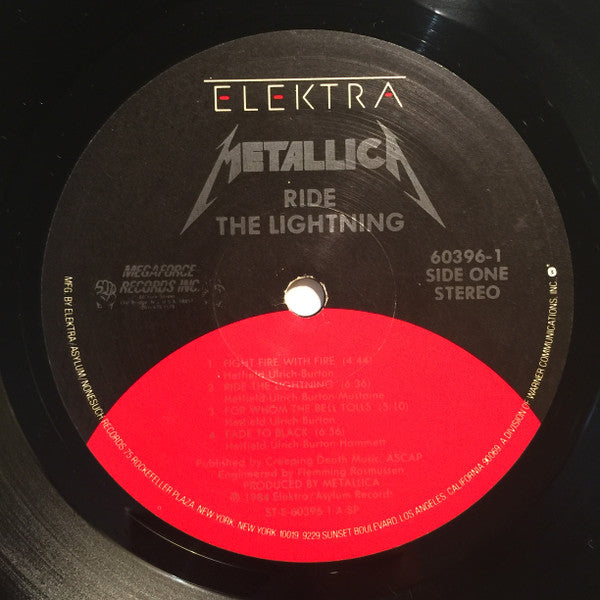 ELEKTRA
METALLICA
RIDE
THE LIGHTNING
60396-1
SIDE ONE
STEREO
MEGAFORCE
RECORDS INC.
1. FIGHT FIRE WITH FIRE (4:44)
Hetfield-Ulrich-Burton
2. RIDE THE LIGHTNING (6:36)
Hetfield-Ulrich-Burton-Mustaine
3. FOR WHOM THE BELL TOLLS (5:10)
Hetfield-Ulrich-Burton
4. FADE TO BLACK (6:56)
Hetfield-Ulrich-Burton-Hammett
Published by Creeping Death Music, ASCAP
Engineered by Flemming Rasmussen
PRODUCED BY METALLICA
℗ 1984 Elektra/Asylum Records
ST-E-60396-1 A-SP
MFG. BY ELEKTRA/ASYLUM/NONESUCH RECORDS 75 ROCKEFELLER PLAZA, NEW YORK, NEW YORK 10019. 9229 SUNSET BOULEVARD, LOS ANGELES, CALIFORNIA 90069. A DIVISION OF WARNER COMMUNICATIONS, INC.